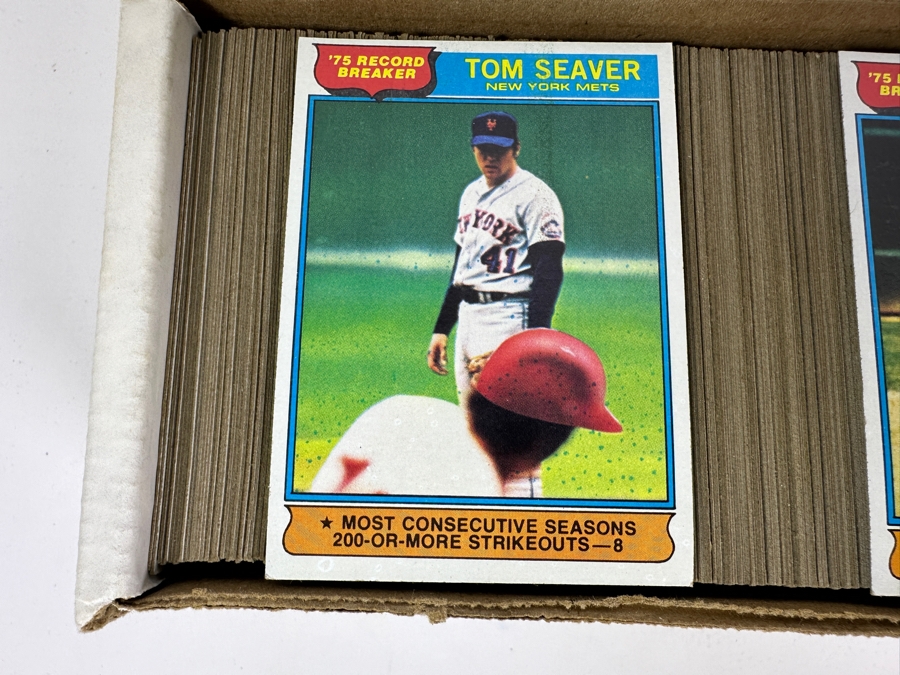 '75 RECORD
BREAKER
TOM SEAVER
NEW YORK METS
YORK
41
★ MOST CONSECUTIVE SEASONS
200-OR-MORE STRIKEOUTS—8
'75
BR